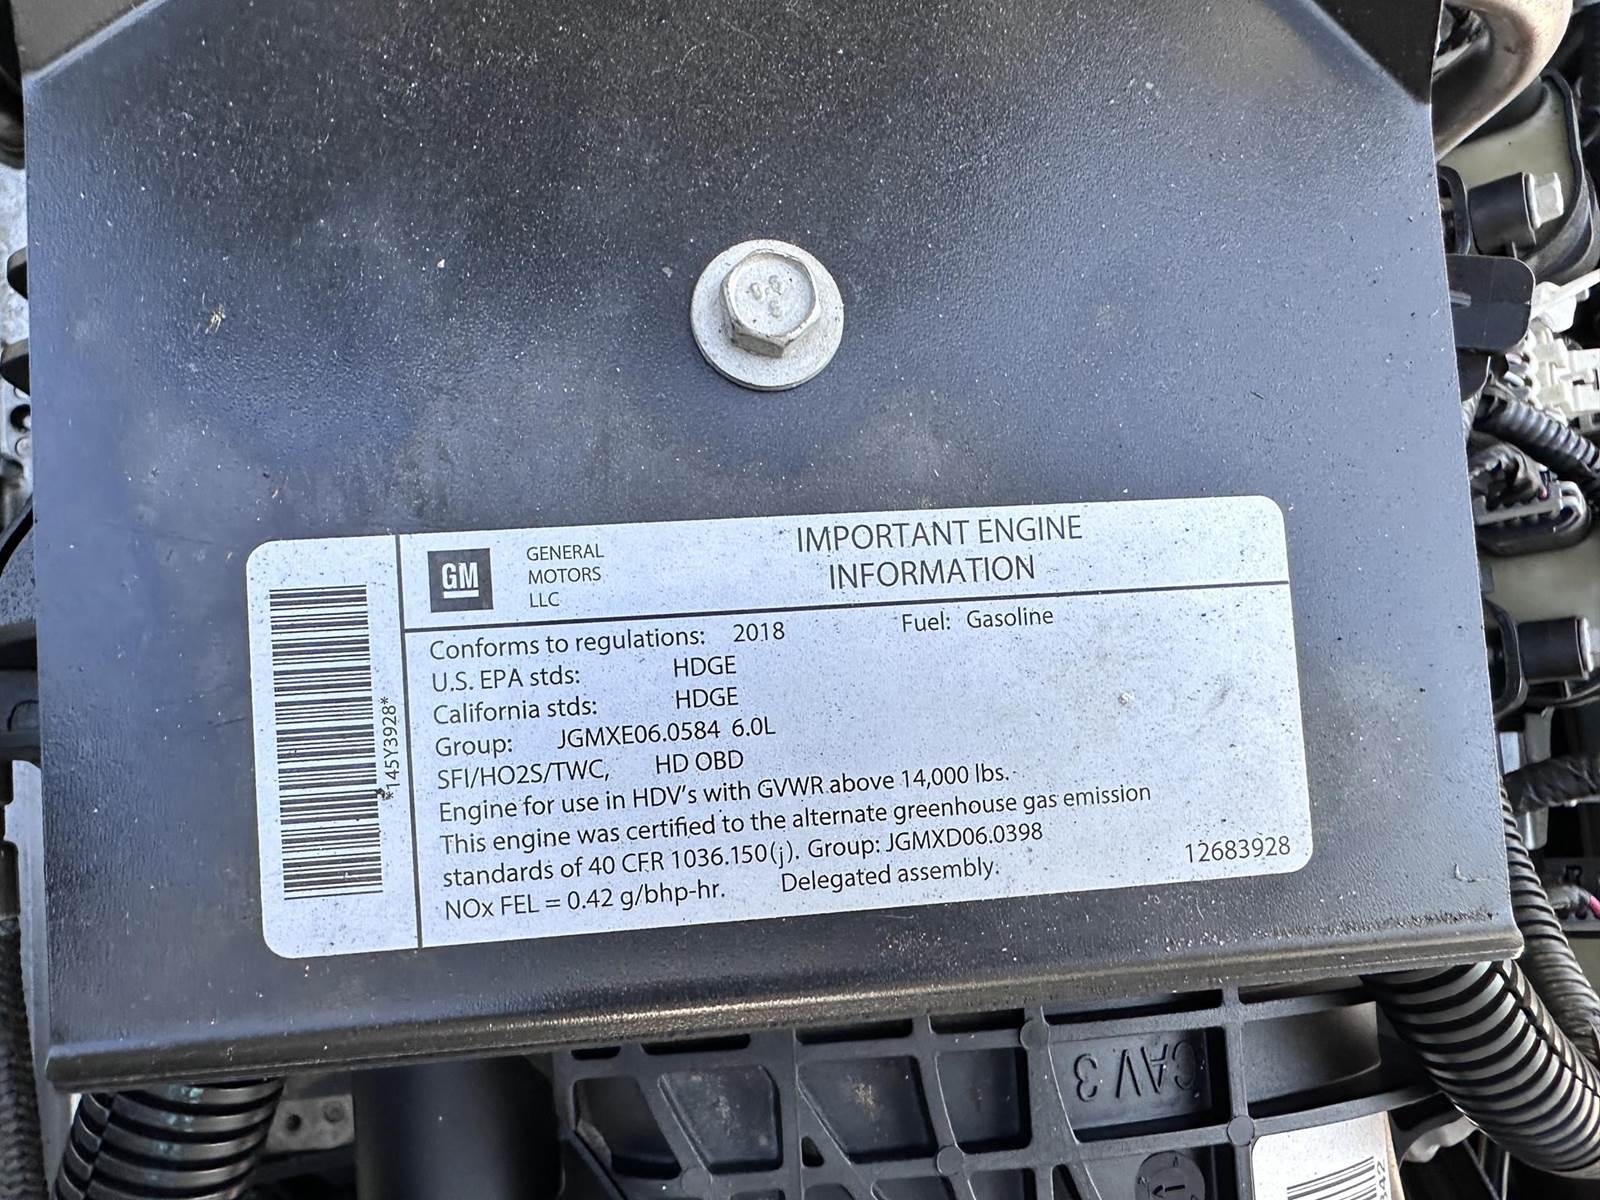 GM
GENERAL
MOTORS
LLC
IMPORTANT ENGINE
INFORMATION
Conforms to regulations: 2018 Fuel: Gasoline
U.S. EPA stds: HDGE
California stds: HDGE
Group: JGMXE06.0584 6.0L
SFI/HO2S/TWC, HD OBD
Engine for use in HDV's with GVWR above 14,000 lbs.
This engine was certified to the alternate greenhouse gas emission
standards of 40 CFR 1036.150(j). Group: JGMXD06.0398
NOx FEL = 0.42 g/bhp-hr. Delegated assembly.
12683928
*145Y3928*
CAV 3